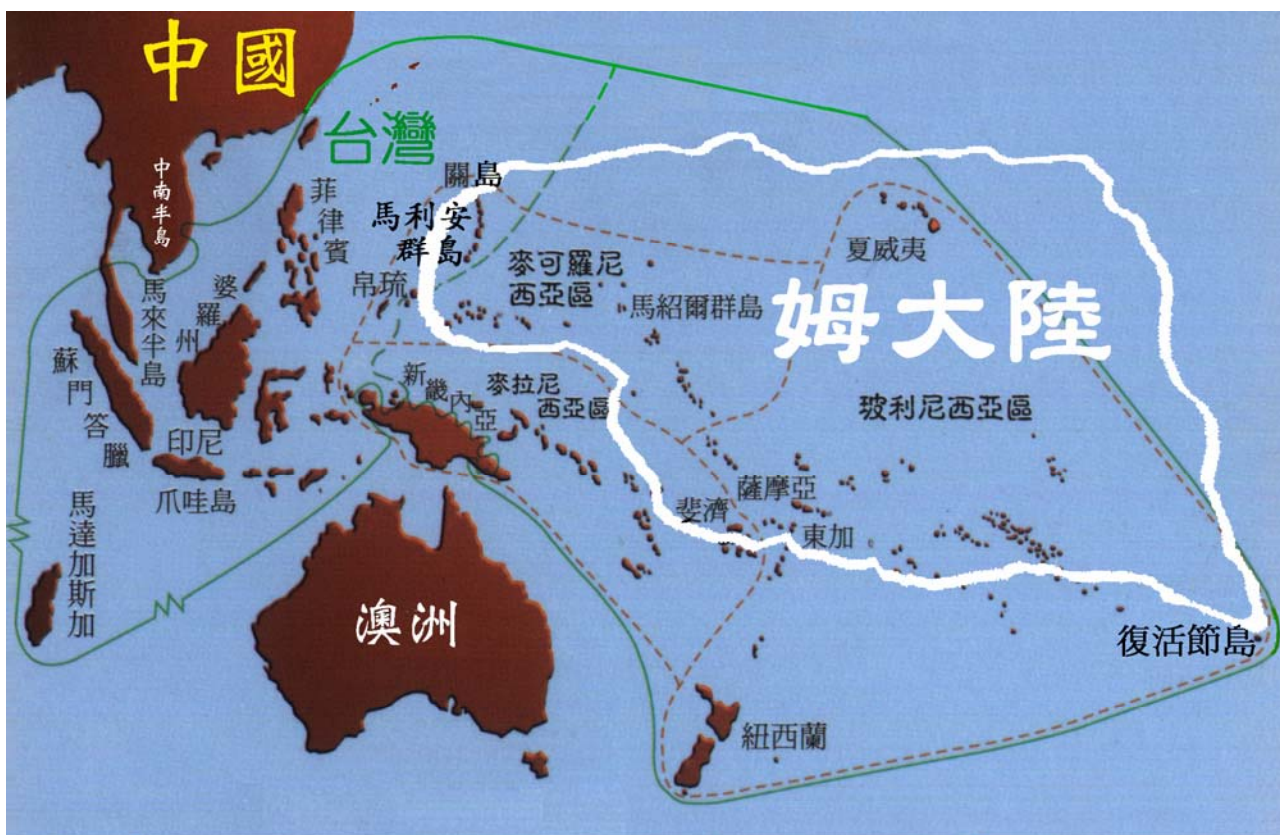 中國
台灣
中南半島
關島
菲律賓
馬利安
群島
夏威夷
麥可羅尼
西亞區
帛琉
馬來半島
婆羅州
馬紹爾群島
姆大陸
蘇門答臘
新畿內亞
麥拉尼
西亞區
玻利尼西亞區
印尼
爪哇島
薩摩亞
斐濟
東加
馬達加斯加
澳洲
復活節島
紐西蘭